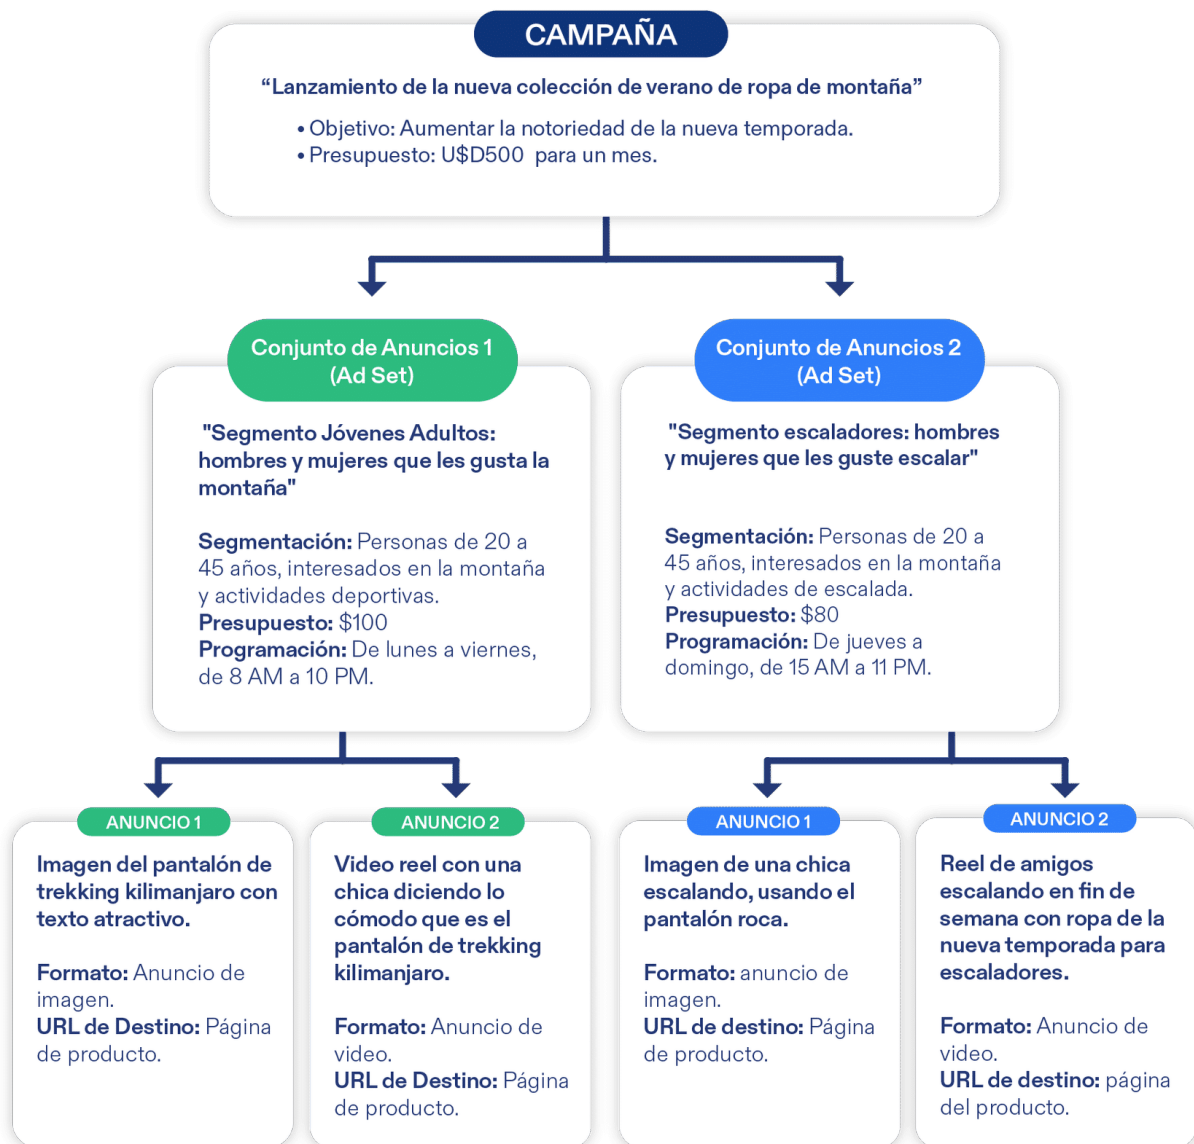 CAMPAÑA
“Lanzamiento de la nueva colección de verano de ropa de montaña”
• Objetivo: Aumentar la notoriedad de la nueva temporada.
• Presupuesto: U$D500 para un mes.
Conjunto de Anuncios 1
(Ad Set)
"Segmento Jóvenes Adultos:
hombres y mujeres que les gusta la
montaña"
Segmentación: Personas de 20 a
45 años, interesados en la montaña
y actividades deportivas.
Presupuesto: $100
Programación: De lunes a viernes,
de 8 AM a 10 PM.
Conjunto de Anuncios 2
(Ad Set)
"Segmento escaladores: hombres
y mujeres que les guste escalar"
Segmentación: Personas de 20 a
45 años, interesados en la montaña
y actividades de escalada.
Presupuesto: $80
Programación: De jueves a
domingo, de 15 AM a 11 PM.
ANUNCIO 1
Imagen del pantalón de
trekking kilimanjaro con
texto atractivo.
Formato: Anuncio de
imagen.
URL de Destino: Página
de producto.
ANUNCIO 2
Video reel con una
chica diciendo lo
cómodo que es el
pantalón de trekking
kilimanjaro.
Formato: Anuncio de
video.
URL de Destino: Página
de producto.
ANUNCIO 1
Imagen de una chica
escalando, usando el
pantalón roca.
Formato: anuncio de
imagen.
URL de destino: Página
de producto.
ANUNCIO 2
Reel de amigos
escalando en fin de
semana con ropa de la
nueva temporada para
escaladores.
Formato: Anuncio de
video.
URL de destino: página
del producto.